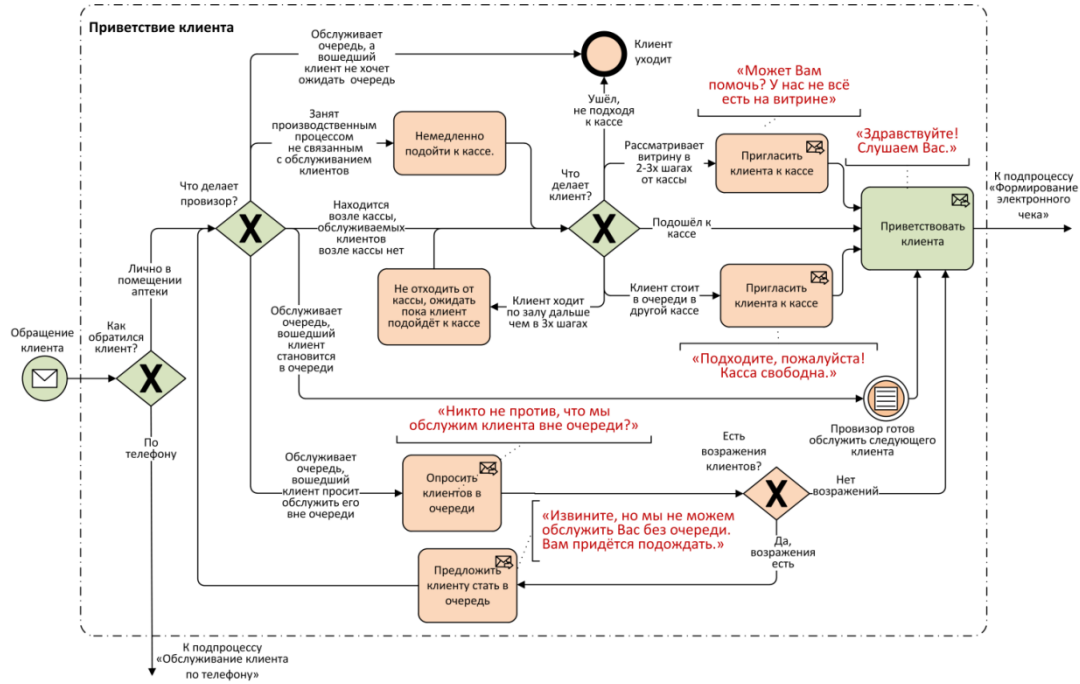 Приветствие клиента
Обслуживает
очередь, а
вошедший
клиент не хочет
ожидать очередь
Клиент
уходит
«Может Вам
помочь? У нас не всё
есть на витрине»
Ушёл,
не подходя
к кассе
Занят
производственным
процессом
не связанным
с обслуживанием
клиентов
Немедленно
подойти к кассе.
Рассматривает
витрину в
2-3х шагах
от кассы
Пригласить
клиента к кассе
«Здравствуйте!
Слушаем Вас.»
К подпроцессу
«Формирование
электронного
чека»
Что делает
провизор?
X
Находится
возле кассы,
обслуживаемых
клиентов
возле кассы нет
Что
делает
клиент?
X
Подошёл к
кассе
Приветствовать
клиента
Лично в
помещении
аптеки
Не отходить от
кассы, ожидать
пока клиент
подойдёт к кассе
Клиент ходит
по залу дальше
чем в 3х шагах
Клиент стоит
в очереди в
другой кассе
Пригласить
клиента к кассе
Обслуживает
очередь,
вошедший
клиент
становится
в очереди
Обращение
клиента
Как
обратился
клиент?
X
«Подходите, пожалуйста!
Касса свободна.»
Провизор готов
обслужить следующего
клиента
По
телефону
«Никто не против, что мы
обслужим клиента вне очереди?»
Обслуживает
очередь,
вошедший
клиент просит
обслужить его
вне очереди
Опросить
клиентов в
очереди
Есть
возражения
клиентов?
X
Нет
возражений
«Извините, но мы не можем
обслужить Вас без очереди.
Вам придётся подождать.»
Да,
возражения
есть
Предложить
клиенту стать в
очередь
К подпроцессу
«Обслуживание клиента
по телефону»